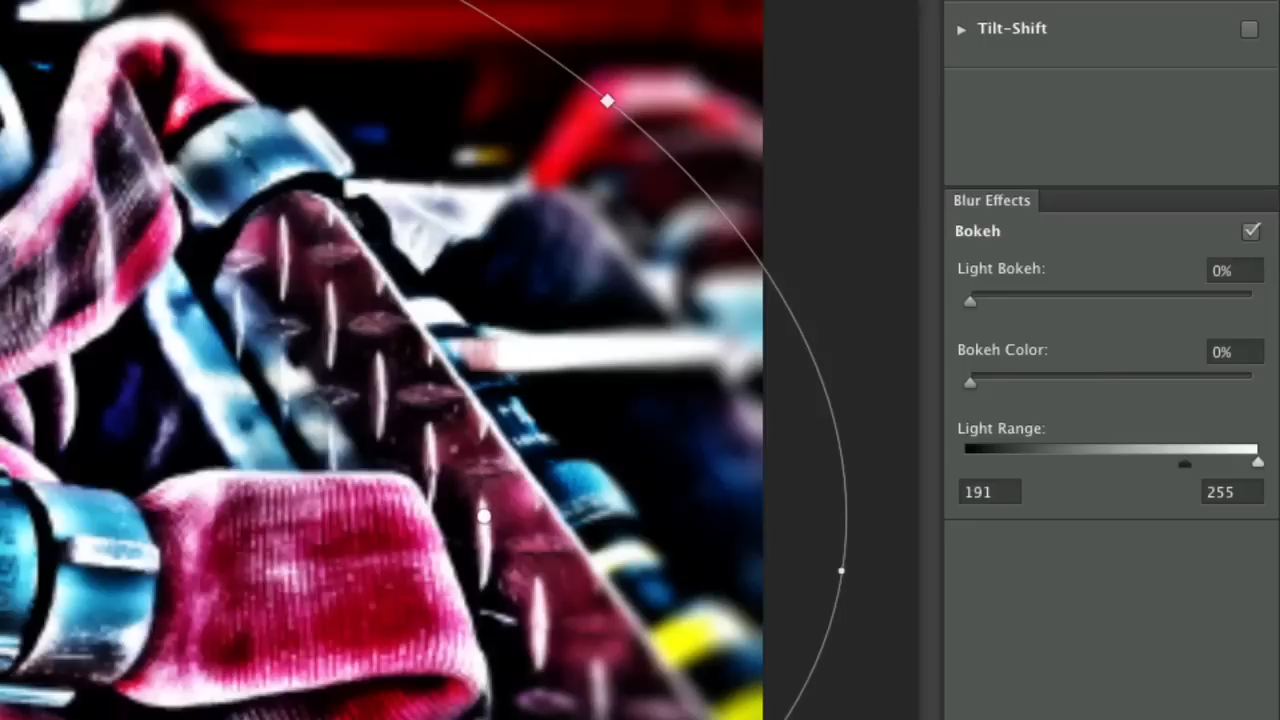 Tilt-Shift
Blur Effects
Bokeh
Light Bokeh:
0%
Bokeh Color:
0%
Light Range:
191
255